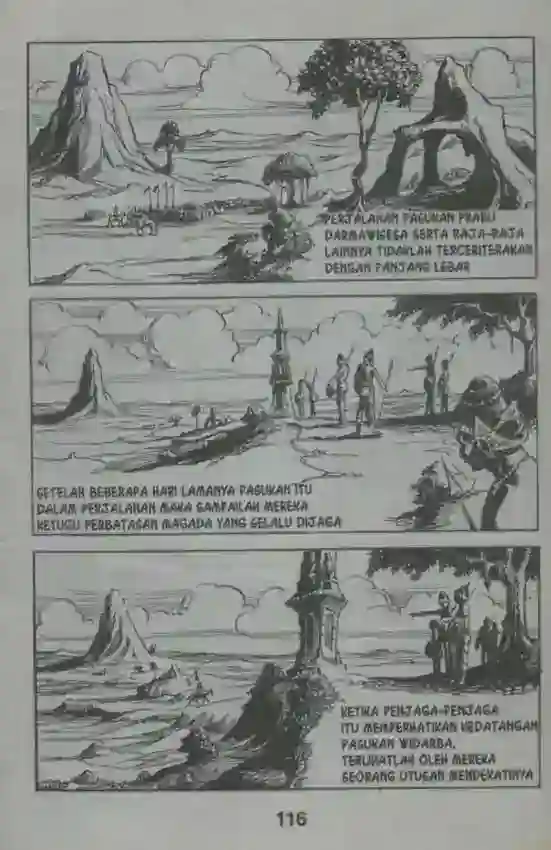 PERJALANAN PASUKAN PRABU
DARMAWISESA SERTA RAJA-RAJA
LAINNYA TIDAKLAH TERCERITERAKAN
DENGAN PANJANG LEBAR
SETELAH BEBERAPA HARI LAMANYA PASUKAN ITU
DALAM PERJALANAN MAKA SAMPAILAH MEREKA
KETUGU PERBATASAN MAGADA YANG SELALU DIJAGA
KETIKA PENJAGA-PENJAGA
ITU MEMPERHATIKAN KEDATANGAN
PASUKAN WIDARBA,
TERLIHATLAH OLEH MEREKA
SEORANG UTUSAN MENDEKATINYA
116